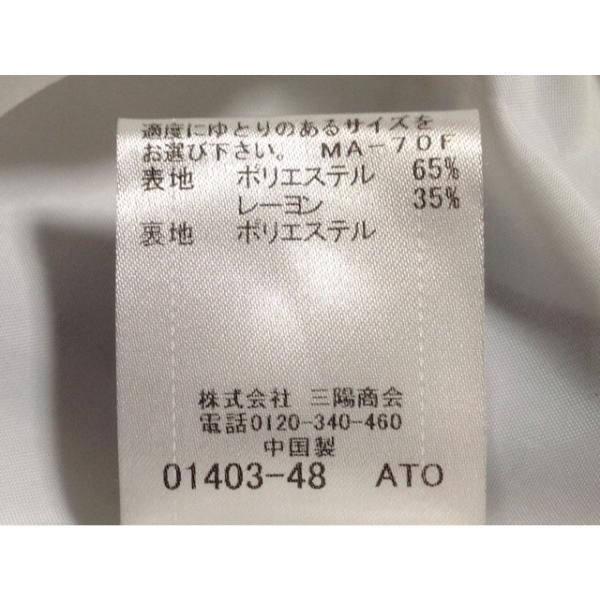 適度にゆとりのあるサイズを
お選び下さい。 MA-70F
表地 ポリエステル 65%
レーヨン 35%
裏地 ポリエステル
株式会社 三陽商会
電話0120-340-460
中国製
01403-48 ATO